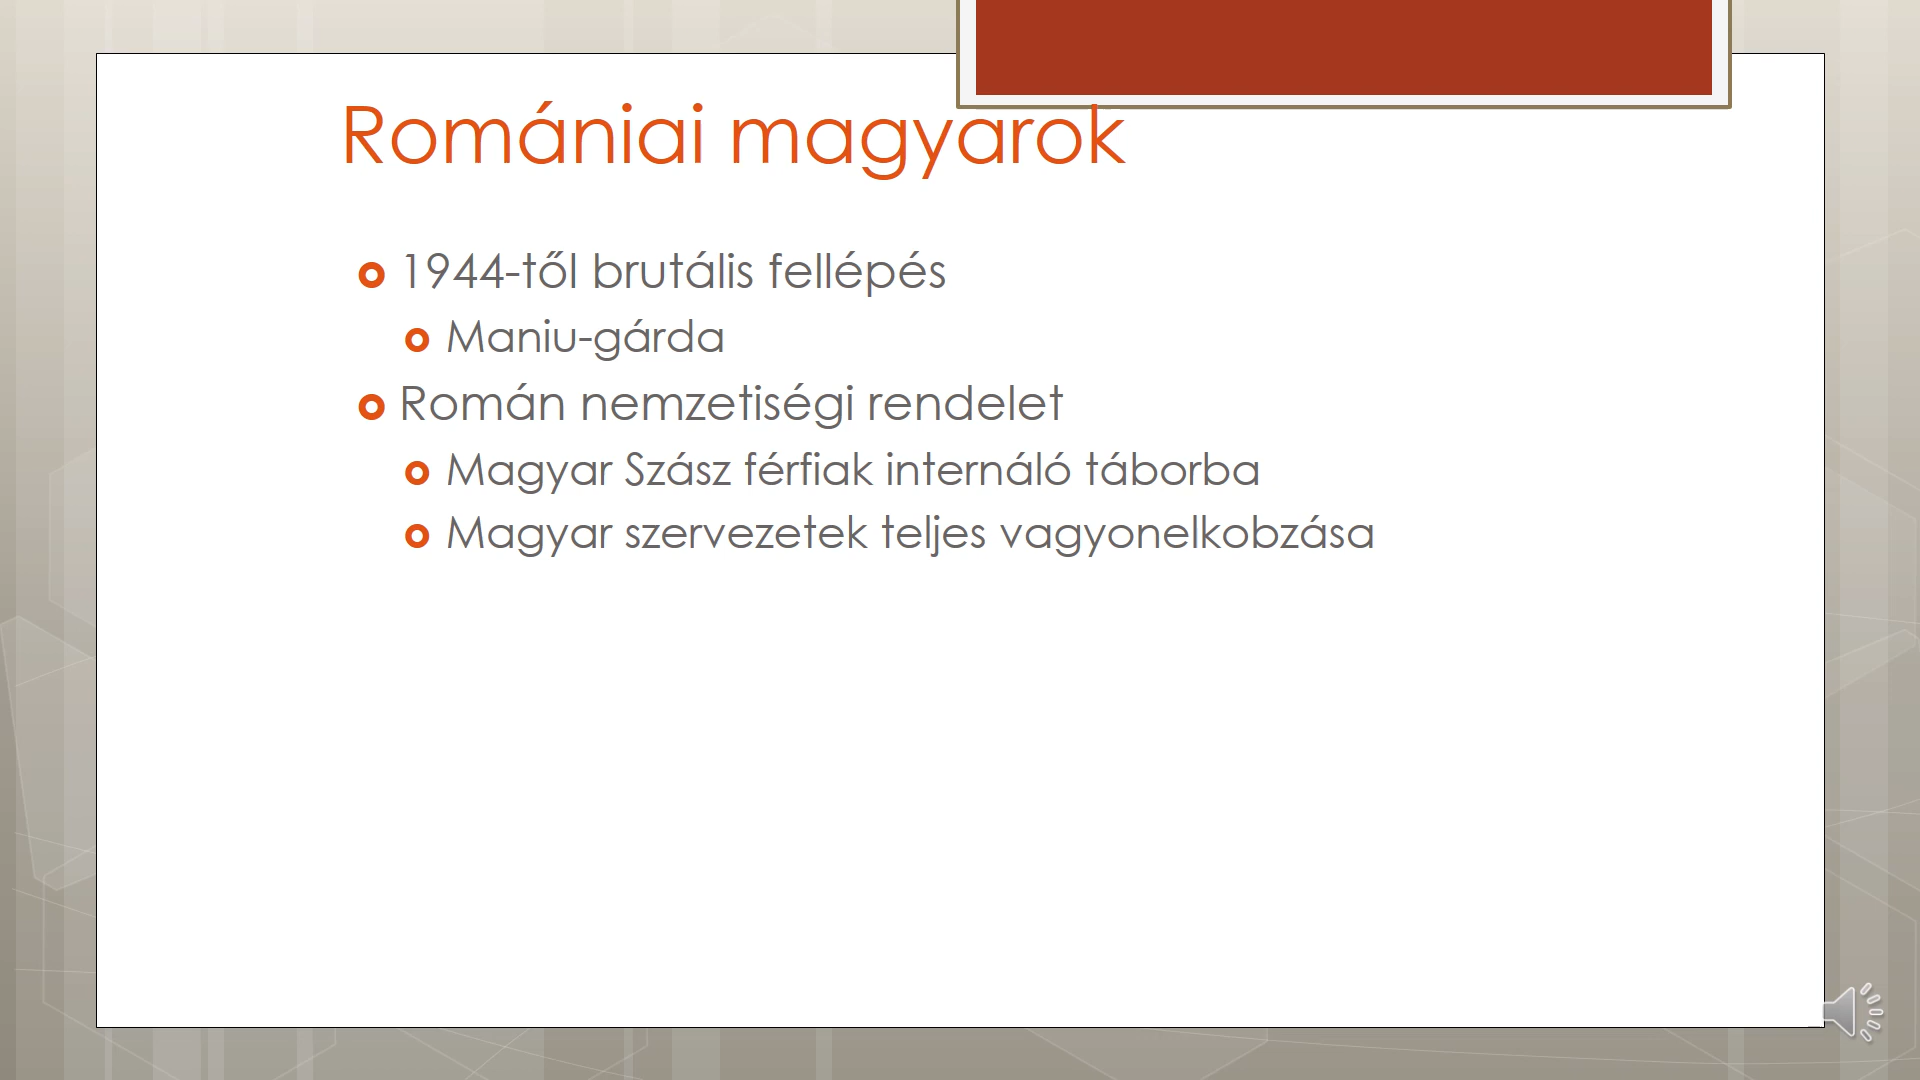 Romániai magyarok
1944-től brutális fellépés
Maniu-gárda
Román nemzetiségi rendelet
Magyar Szász férfiak internáló táborba
Magyar szervezetek teljes vagyonelkobzása